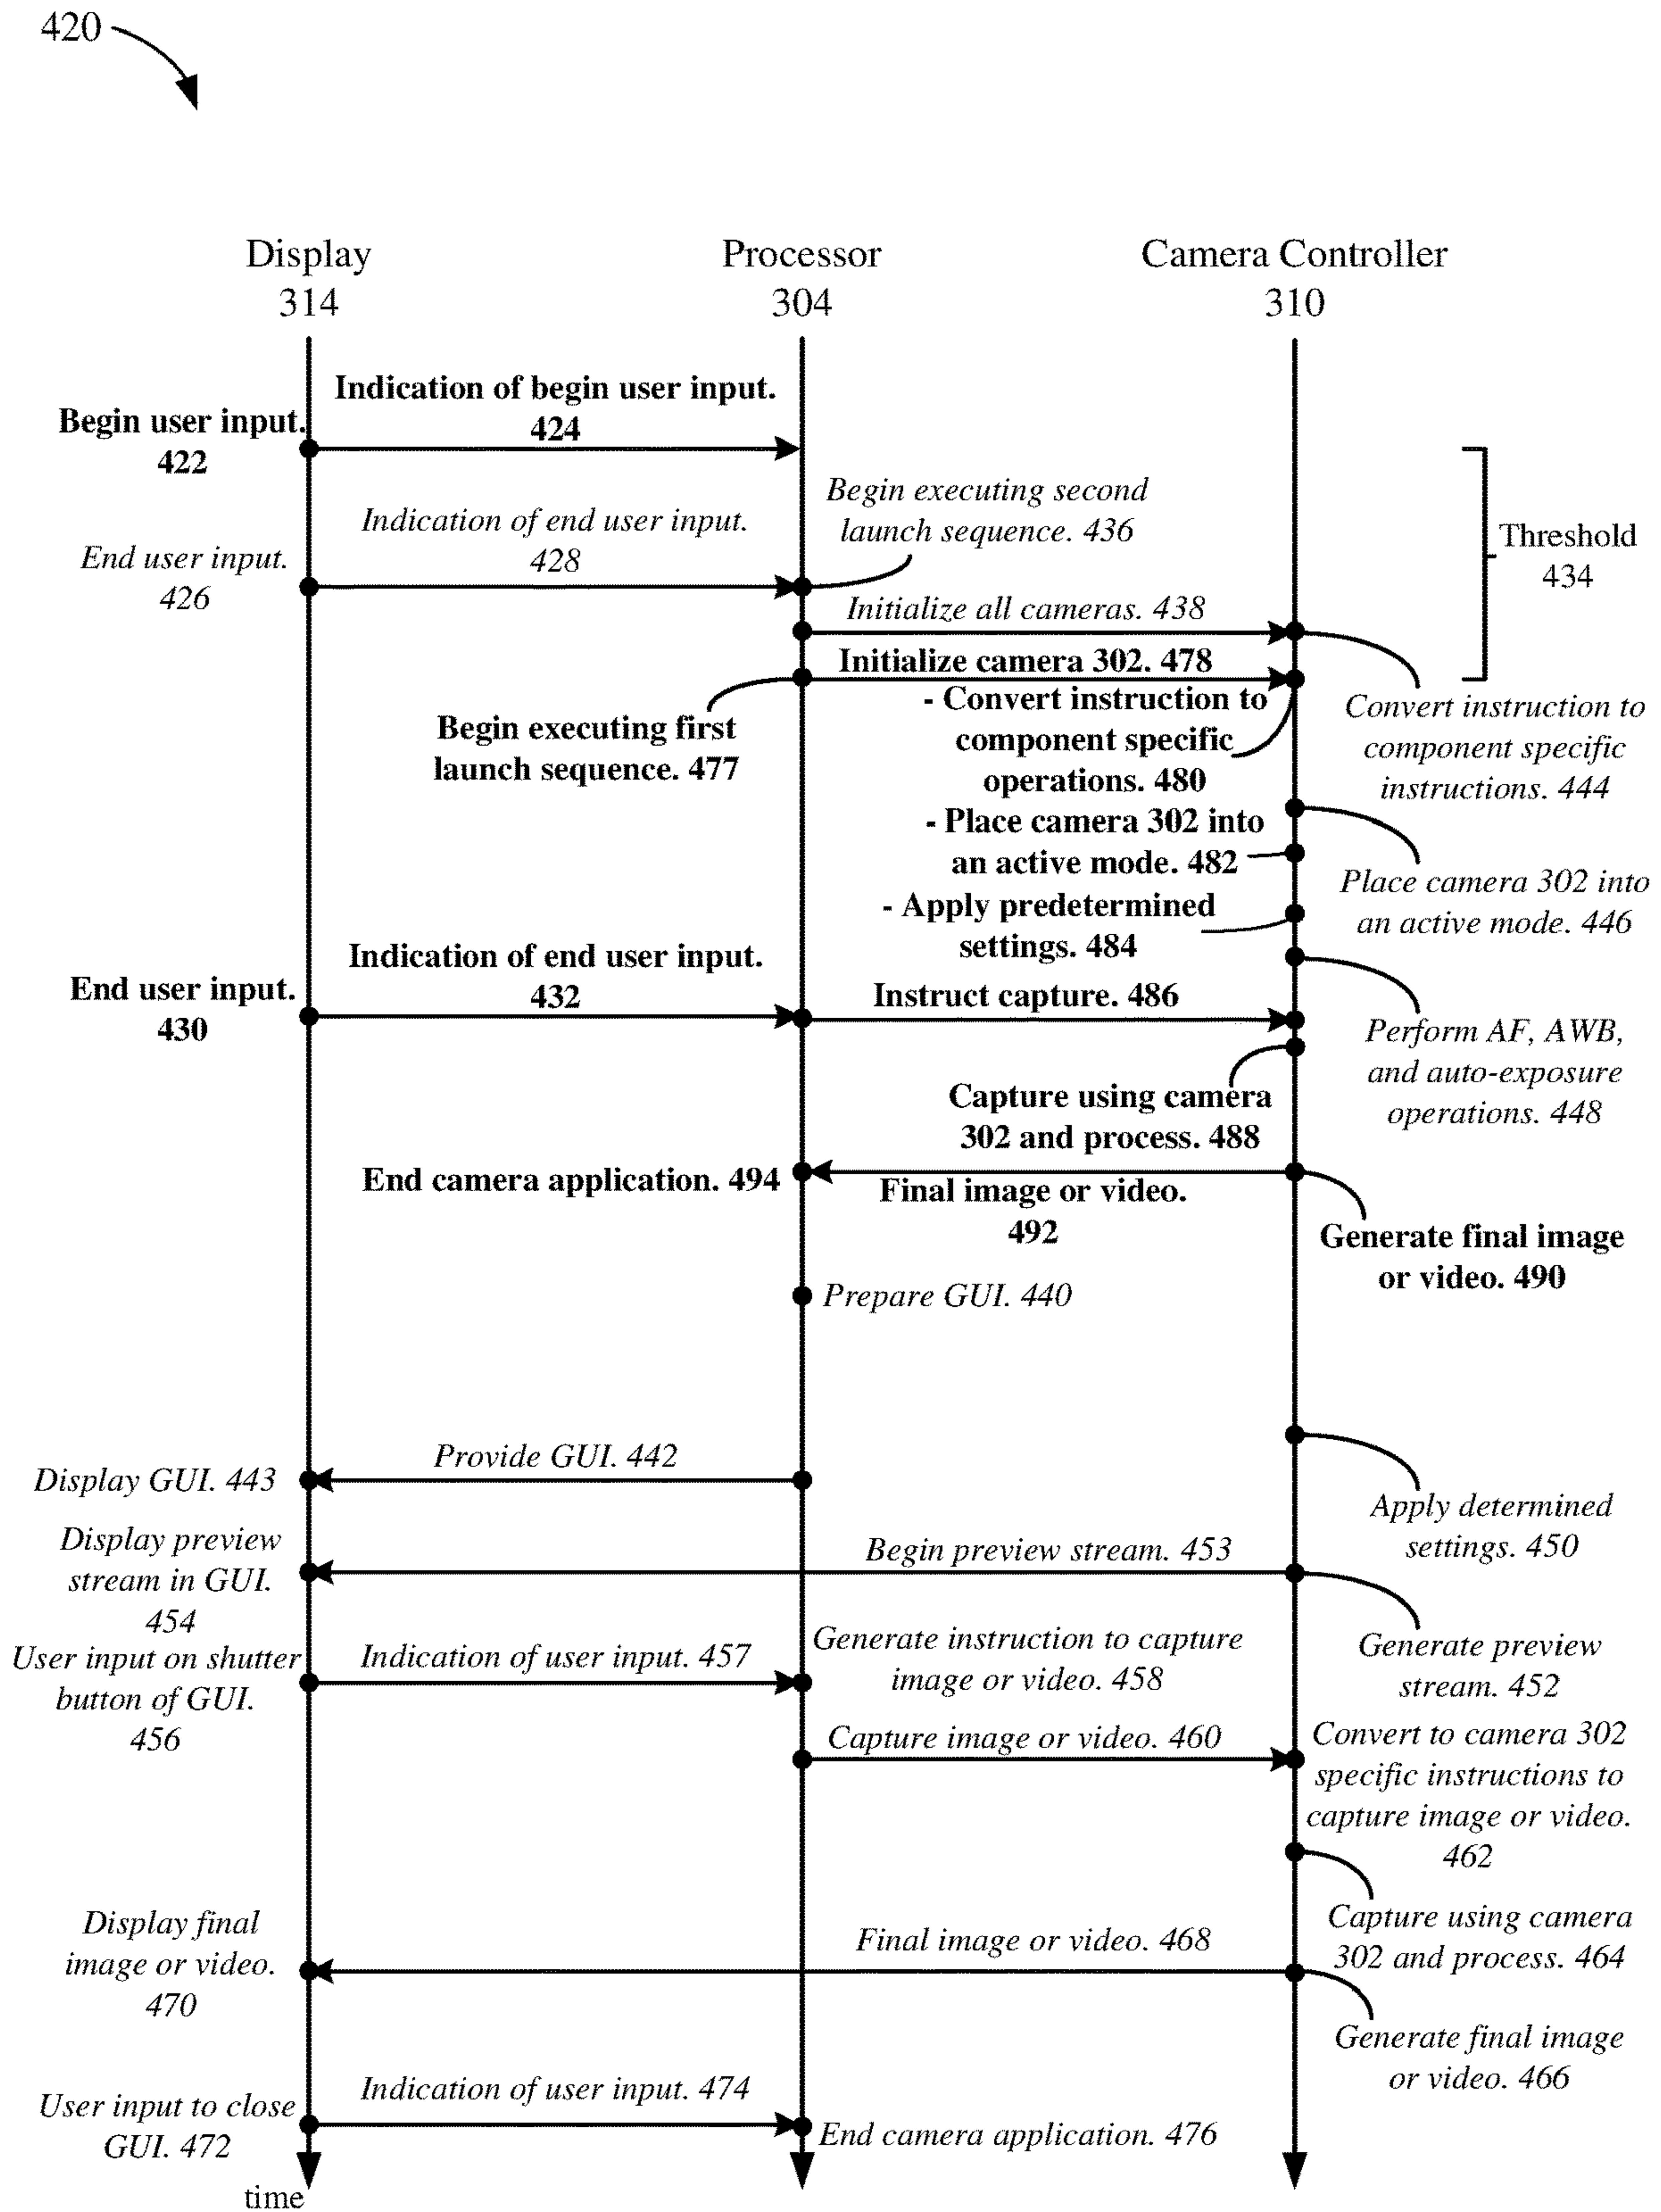 420
Display
314
Processor
304
Camera Controller
310
Indication of begin user input.
424
Begin user input.
422
Begin executing second
launch sequence. 436
Indication of end user input.
428
End user input.
426
Threshold
434
Initialize all cameras. 438
Initialize camera 302. 478
- Convert instruction to
component specific
operations. 480
Convert instruction to
component specific
instructions. 444
Begin executing first
launch sequence. 477
- Place camera 302 into
an active mode. 482
Place camera 302 into
an active mode. 446
- Apply predetermined
settings. 484
Indication of end user input.
432
End user input.
430
Instruct capture. 486
Perform AF, AWB,
and auto-exposure
operations. 448
Capture using camera
302 and process. 488
End camera application. 494
Final image or video.
492
Generate final image
or video. 490
Prepare GUI. 440
Provide GUI. 442
Display GUI. 443
Apply determined
settings. 450
Display preview
stream in GUI.
454
Begin preview stream. 453
Generate preview
stream. 452
User input on shutter
button of GUI.
456
Indication of user input. 457
Generate instruction to capture
image or video. 458
Capture image or video. 460
Convert to camera 302
specific instructions to
capture image or video.
462
Capture using camera
302 and process. 464
Display final
image or video.
470
Final image or video. 468
Generate final image
or video. 466
Indication of user input. 474
User input to close
GUI. 472
End camera application. 476
time